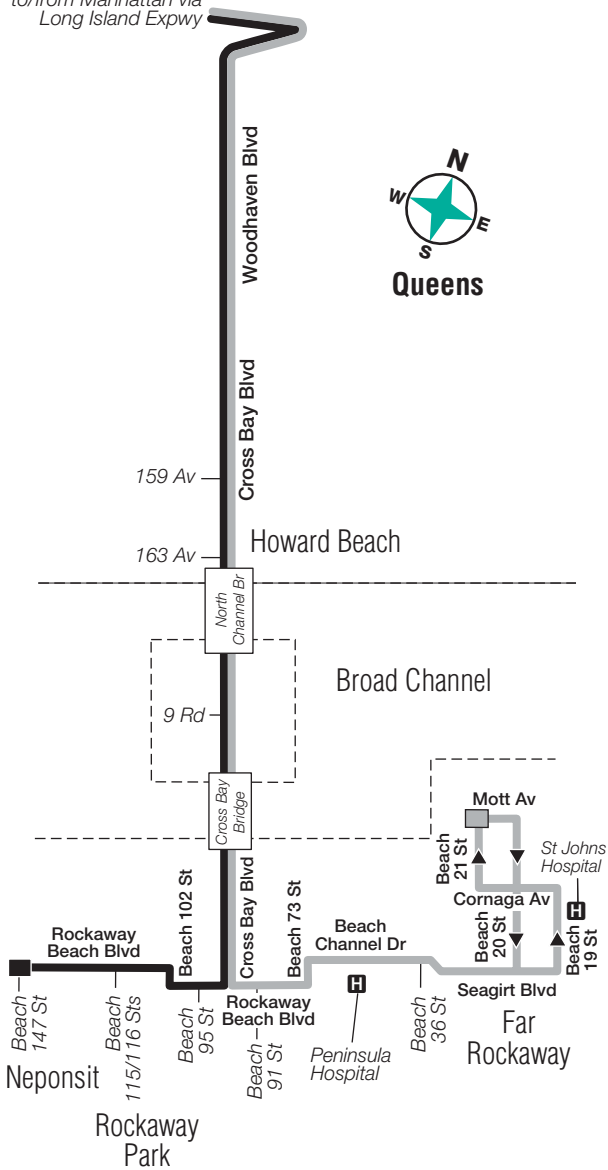 to/from Manhattan via
Long Island Expwy
Woodhaven Blvd
N
W
E
S
Queens
Cross Bay Blvd
159 Av
163 Av
Howard Beach
North
Channel Br
Broad Channel
9 Rd
Cross Bay
Bridge
Mott Av
Beach
21 St
St Johns
Hospital
H
Cornaga Av
Beach
20 St
Beach
19 St
Beach 102 St
Cross Bay Blvd
Beach 73 St
Rockaway
Beach Blvd
Beach
Channel Dr
Seagirt Blvd
Rockaway
Beach Blvd
H
Beach
147 St
Beach
115/116 Sts
Beach
95 St
Beach
91 St
Peninsula
Hospital
Beach
36 St
Far
Rockaway
Neponsit
Rockaway
Park